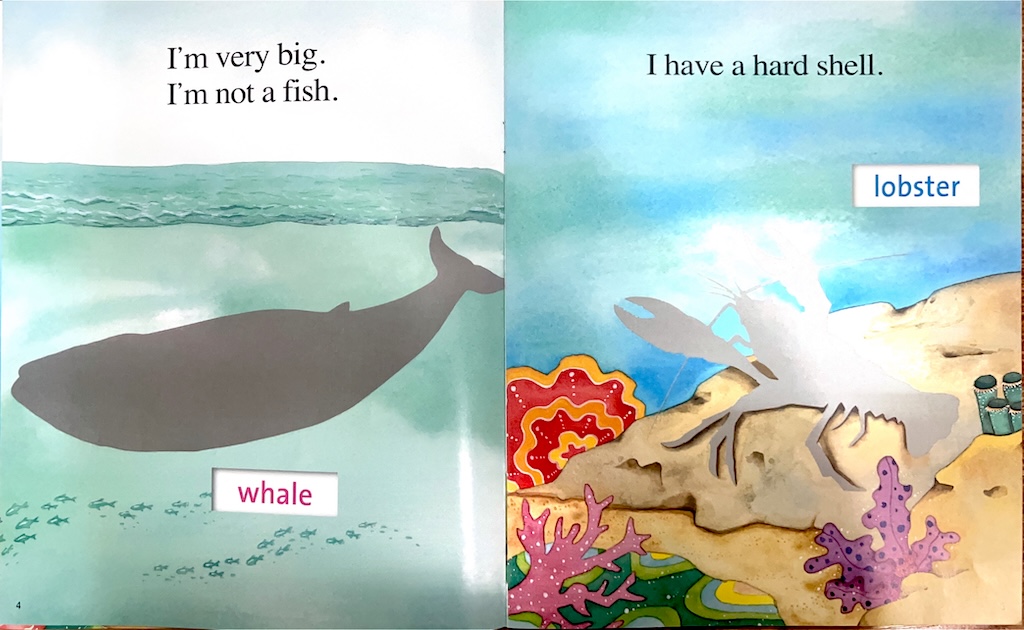 I'm very big.
I'm not a fish.
whale
4
I have a hard shell.
lobster